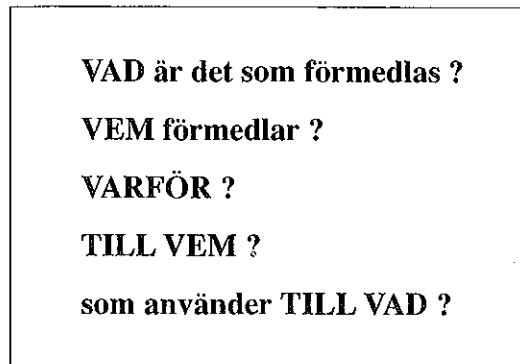 VAD är det som förmedlas ?
VEM förmedlar ?
VARFÖR ?
TILL VEM ?
som använder TILL VAD ?